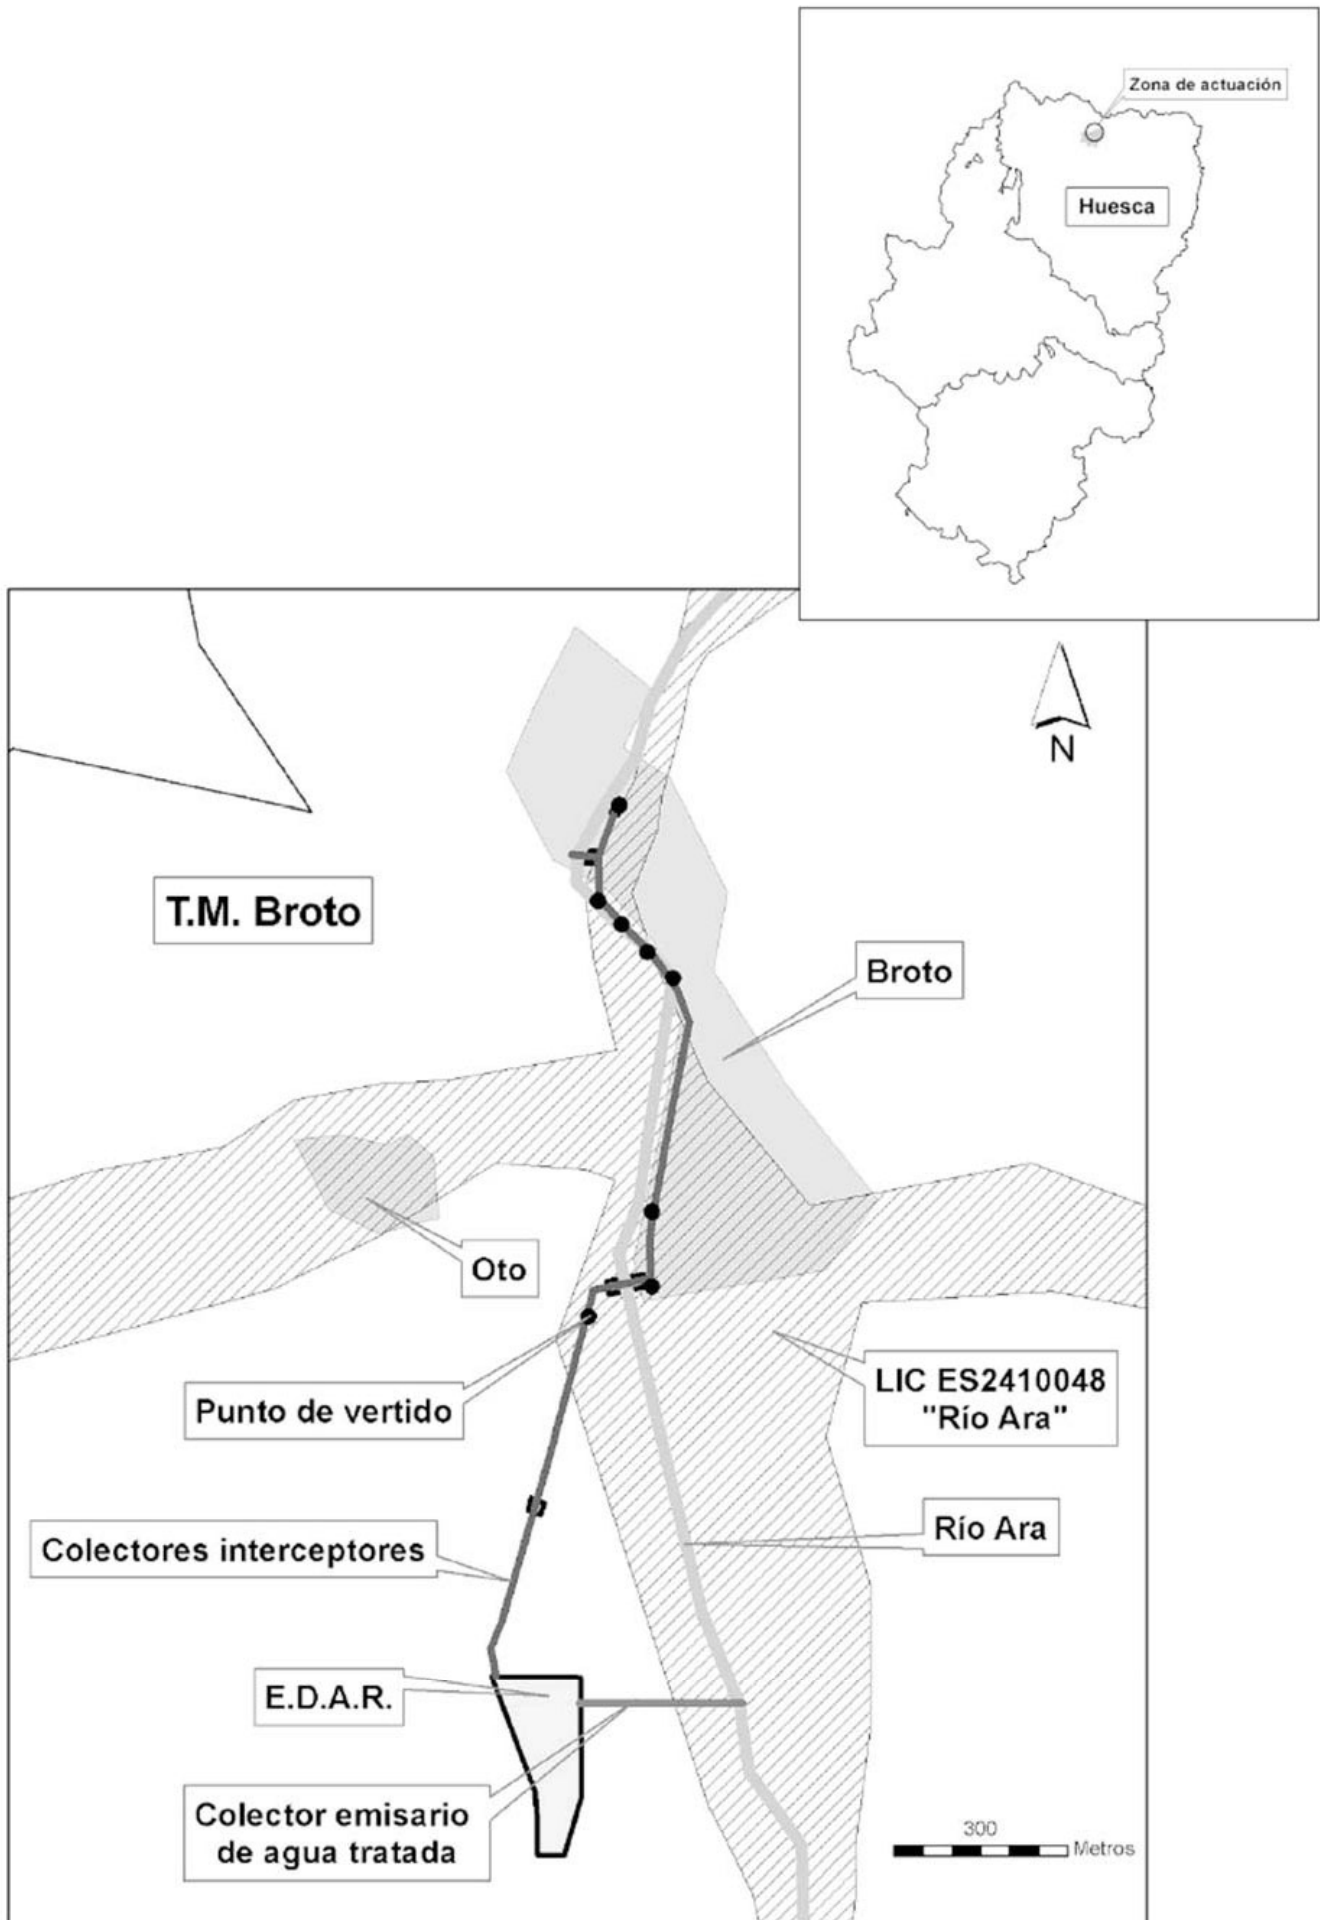 Zona de actuación
Huesca
N
T.M. Broto
Broto
Oto
LIC ES2410048
"Río Ara"
Punto de vertido
Río Ara
Colectores interceptores
E.D.A.R.
Colector emisario
de agua tratada
300
Metros